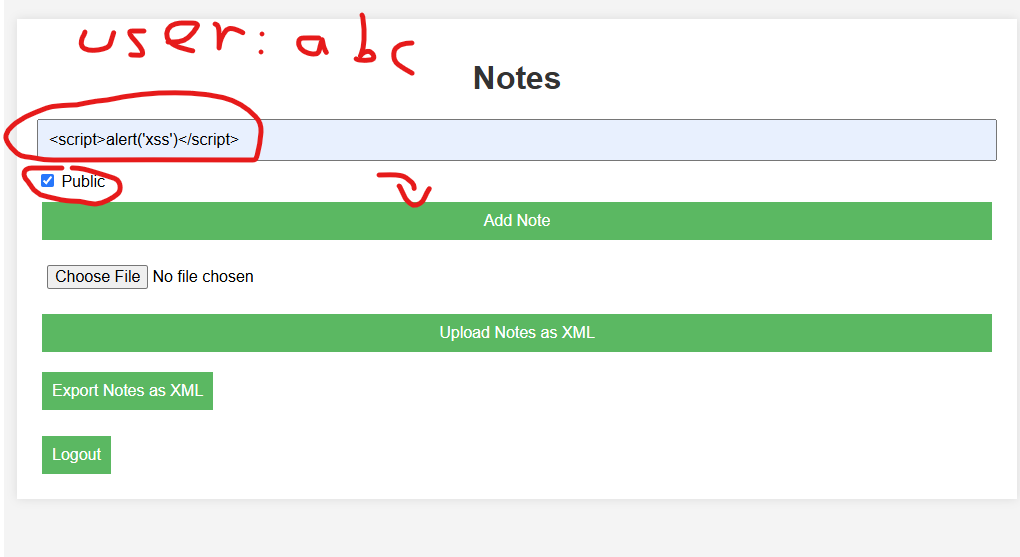 user: abc
Notes
<script>alert('xss')</script>
Public
Add Note
Choose File No file chosen
Upload Notes as XML
Export Notes as XML
Logout